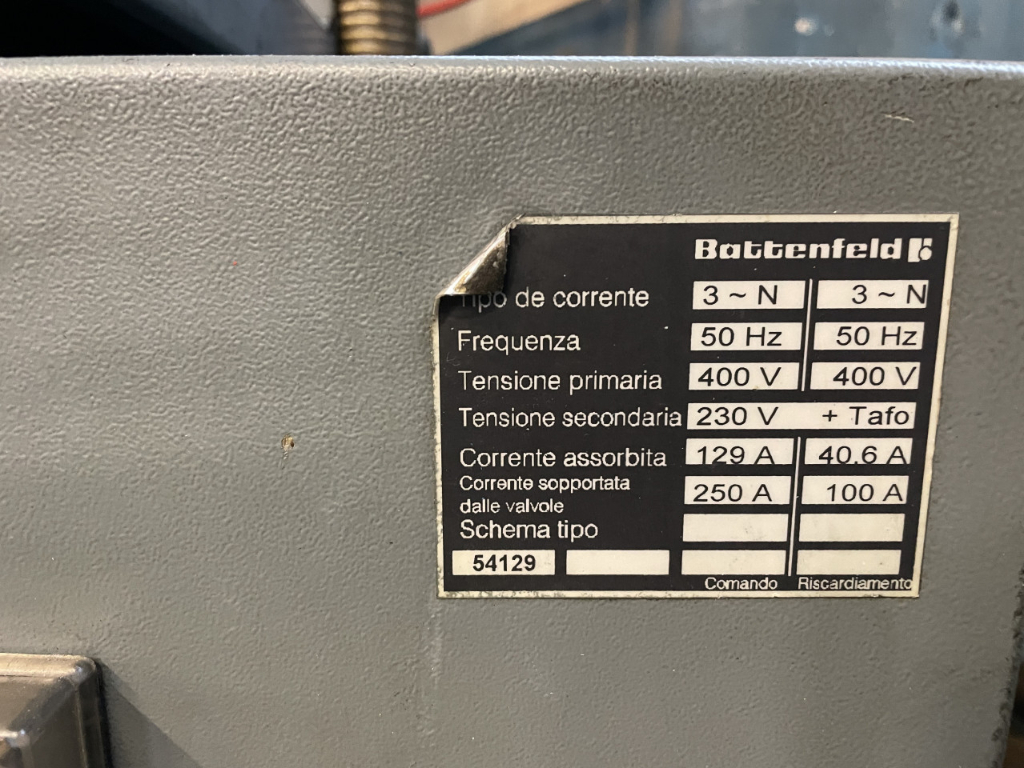 Battenfeld
Tipo de corrente 3 ~ N 3 ~ N
Frequenza 50 Hz 50 Hz
Tensione primaria 400 V 400 V
Tensione secondaria 230 V + Tafo
Corrente assorbita 129 A 40.6 A
Corrente sopportata
dalle valvole 250 A 100 A
Schema tipo
54129
Comando Riscardiamento